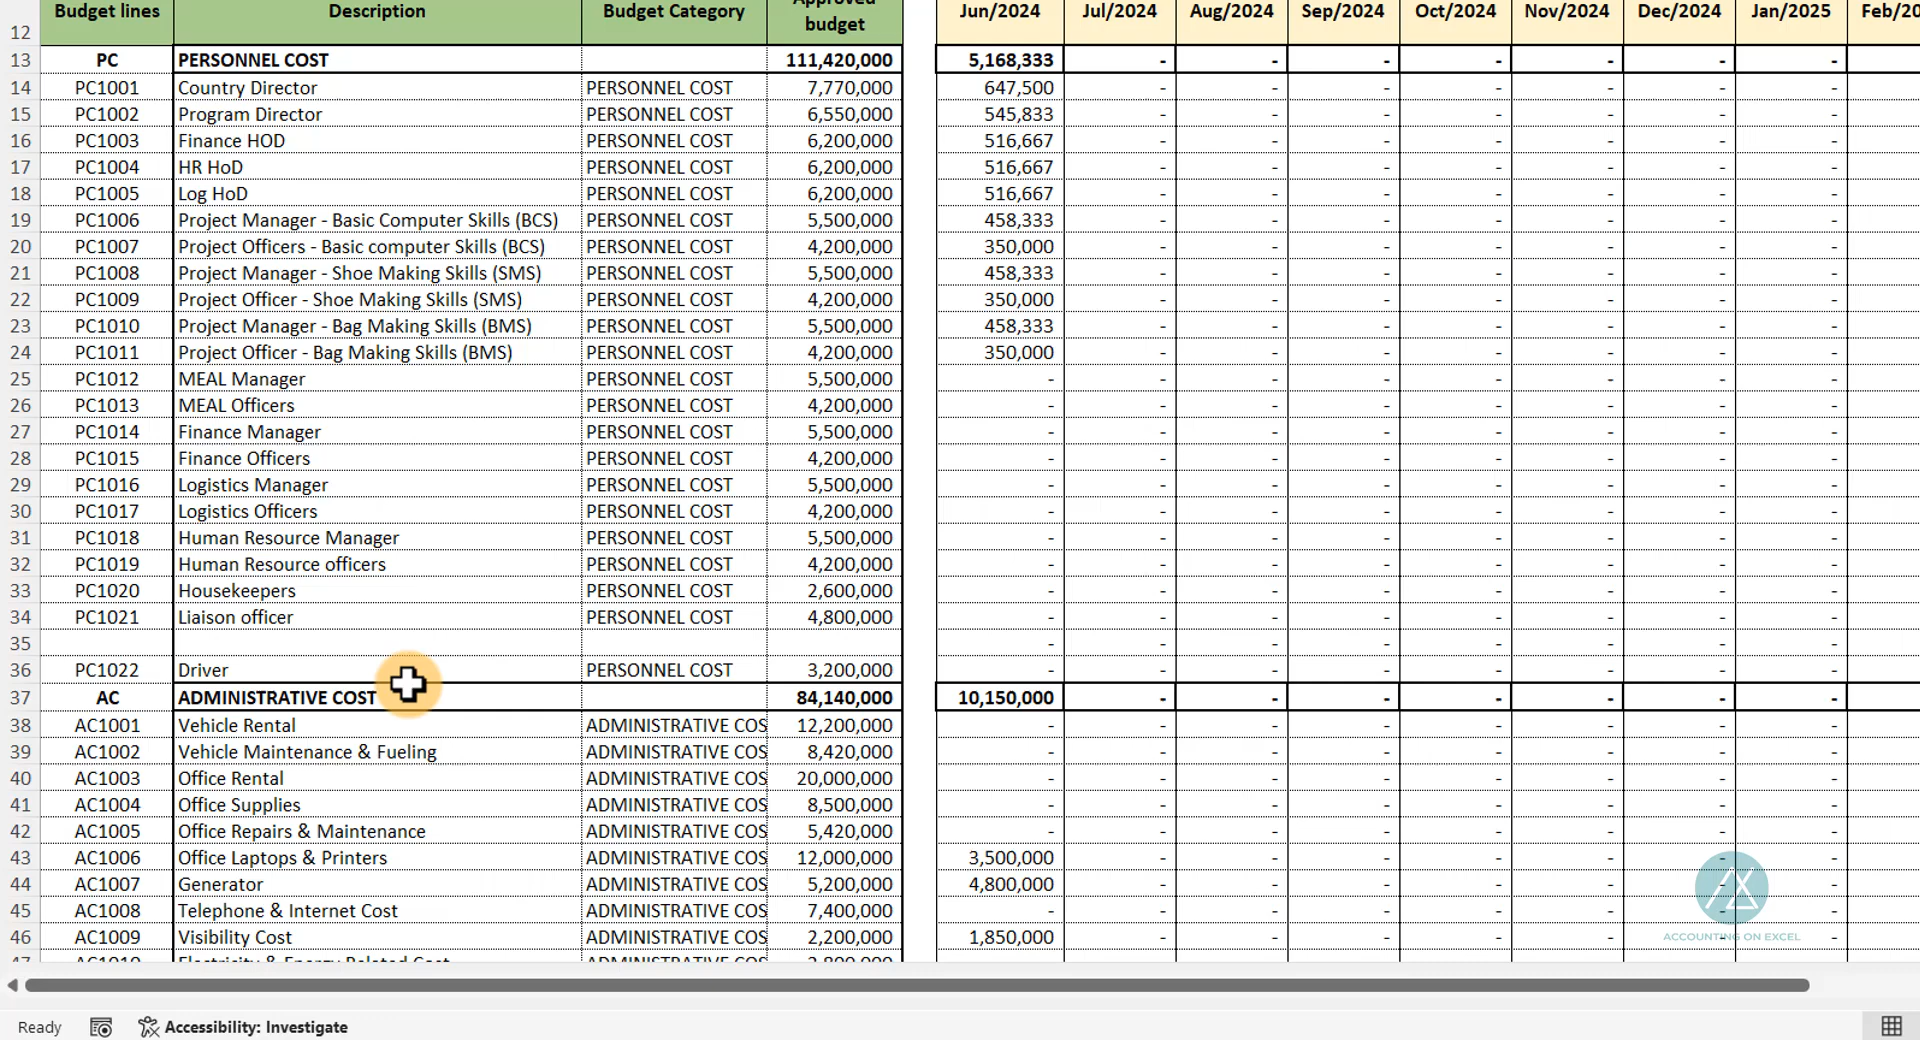 Budget lines Description Budget Category Approved budget Jun/2024 Jul/2024 Aug/2024 Sep/2024 Oct/2024 Nov/2024 Dec/2024 Jan/2025
12
13 PC PERSONNEL COST 111,420,000 5,168,333 - - - - - - -
14 PC1001 Country Director PERSONNEL COST 7,770,000 647,500 - - - - - - -
15 PC1002 Program Director PERSONNEL COST 6,550,000 545,833 - - - - - - -
16 PC1003 Finance HOD PERSONNEL COST 6,200,000 516,667 - - - - - - -
17 PC1004 HR HoD PERSONNEL COST 6,200,000 516,667 - - - - - - -
18 PC1005 Log HoD PERSONNEL COST 6,200,000 516,667 - - - - - - -
19 PC1006 Project Manager - Basic Computer Skills (BCS) PERSONNEL COST 5,500,000 458,333 - - - - - - -
20 PC1007 Project Officers - Basic computer Skills (BCS) PERSONNEL COST 4,200,000 350,000 - - - - - - -
21 PC1008 Project Manager - Shoe Making Skills (SMS) PERSONNEL COST 5,500,000 458,333 - - - - - - -
22 PC1009 Project Officer - Shoe Making Skills (SMS) PERSONNEL COST 4,200,000 350,000 - - - - - - -
23 PC1010 Project Manager - Bag Making Skills (BMS) PERSONNEL COST 5,500,000 458,333 - - - - - - -
24 PC1011 Project Officer - Bag Making Skills (BMS) PERSONNEL COST 4,200,000 350,000 - - - - - - -
25 PC1012 MEAL Manager PERSONNEL COST 5,500,000 - - - - - - - -
26 PC1013 MEAL Officers PERSONNEL COST 4,200,000 - - - - - - - -
27 PC1014 Finance Manager PERSONNEL COST 5,500,000 - - - - - - - -
28 PC1015 Finance Officers PERSONNEL COST 4,200,000 - - - - - - - -
29 PC1016 Logistics Manager PERSONNEL COST 5,500,000 - - - - - - - -
30 PC1017 Logistics Officers PERSONNEL COST 4,200,000 - - - - - - - -
31 PC1018 Human Resource Manager PERSONNEL COST 5,500,000 - - - - - - - -
32 PC1019 Human Resource officers PERSONNEL COST 4,200,000 - - - - - - - -
33 PC1020 Housekeepers PERSONNEL COST 2,600,000 - - - - - - - -
34 PC1021 Liaison officer PERSONNEL COST 4,800,000 - - - - - - - -
35 - - - - - - - -
36 PC1022 Driver PERSONNEL COST 3,200,000 - - - - - - - -
37 AC ADMINISTRATIVE COST 84,140,000 10,150,000 - - - - - - -
38 AC1001 Vehicle Rental ADMINISTRATIVE COS 12,200,000 - - - - - - - -
39 AC1002 Vehicle Maintenance & Fueling ADMINISTRATIVE COS 8,420,000 - - - - - - - -
40 AC1003 Office Rental ADMINISTRATIVE COS 20,000,000 - - - - - - - -
41 AC1004 Office Supplies ADMINISTRATIVE COS 8,500,000 - - - - - - - -
42 AC1005 Office Repairs & Maintenance ADMINISTRATIVE COS 5,420,000 - - - - - - - -
43 AC1006 Office Laptops & Printers ADMINISTRATIVE COS 12,000,000 3,500,000 - - - - - - -
44 AC1007 Generator ADMINISTRATIVE COS 5,200,000 4,800,000 - - - - - - -
45 AC1008 Telephone & Internet Cost ADMINISTRATIVE COS 7,400,000 - - - - - - - -
46 AC1009 Visibility Cost ADMINISTRATIVE COS 2,200,000 1,850,000 - - - - - - -
ACCOUNTING ON EXCEL
Ready Accessibility: Investigate